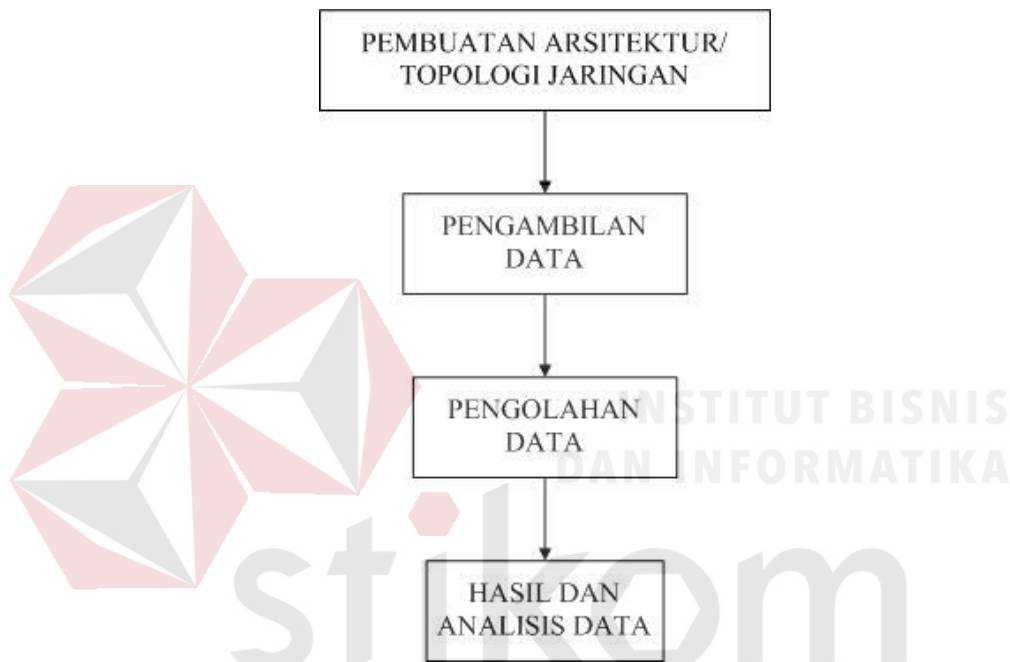 PEMBUATAN ARSITEKTUR/
TOPOLOGI JARINGAN
PENGAMBILAN
DATA
PENGOLAHAN
DATA
INSTITUT BISNIS
DAN INFORMATIKA
stikom
HASIL DAN
ANALISIS DATA